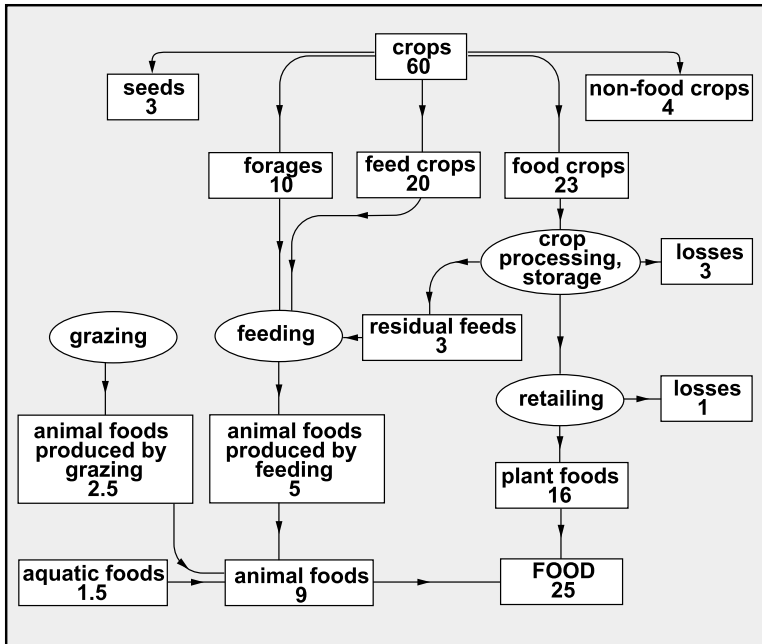 crops
60
seeds
3
non-food crops
4
forages
10
feed crops
20
food crops
23
crop
processing,
storage
losses
3
residual feeds
3
grazing
feeding
retailing
losses
1
animal foods
produced by
grazing
2.5
animal foods
produced by
feeding
5
plant foods
16
aquatic foods
1.5
animal foods
9
FOOD
25